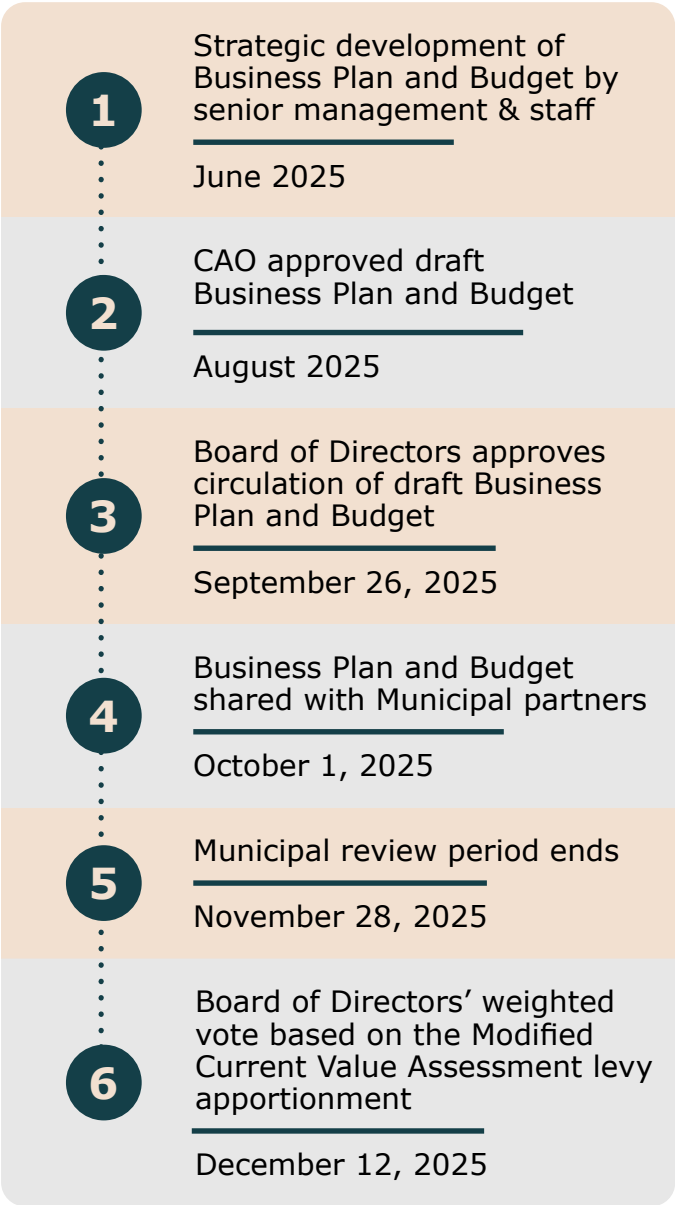 1
Strategic development of
Business Plan and Budget by
senior management & staff
June 2025
2
CAO approved draft
Business Plan and Budget
August 2025
3
Board of Directors approves
circulation of draft Business
Plan and Budget
September 26, 2025
4
Business Plan and Budget
shared with Municipal partners
October 1, 2025
5
Municipal review period ends
November 28, 2025
6
Board of Directors’ weighted
vote based on the Modified
Current Value Assessment levy
apportionment
December 12, 2025